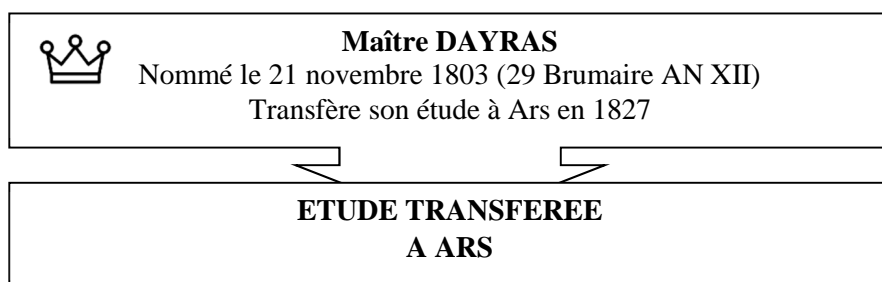 Maître DAYRAS
Nommé le 21 novembre 1803 (29 Brumaire AN XII)
Transfère son étude à Ars en 1827
ETUDE TRANSFEREE
A ARS